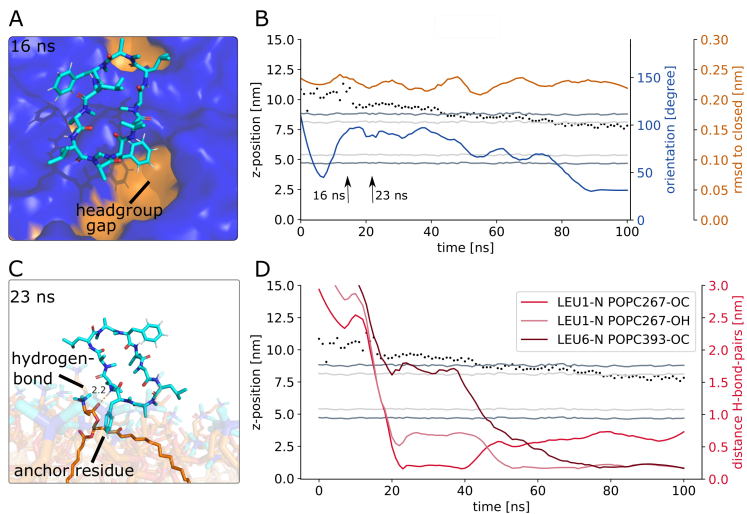 A
16 ns
headgroup
gap
B
15.0
12.5
10.0
7.5
5.0
2.5
0.0
z-position [nm]
0
20
40
60
80
100
time [ns]
16 ns
23 ns
150
100
50
0
orientation [degree]
0.30
0.25
0.20
0.15
0.10
0.05
0.00
rmsd to closed [nm]
C
23 ns
hydrogen-
bond
2.2
anchor residue
D
15.0
12.5
10.0
7.5
5.0
2.5
0.0
z-position [nm]
0
20
40
60
80
100
time [ns]
LEU1-N POPC267-OC
LEU1-N POPC267-OH
LEU6-N POPC393-OC
3.0
2.5
2.0
1.5
1.0
0.5
0.0
distance H-bond-pairs [nm]